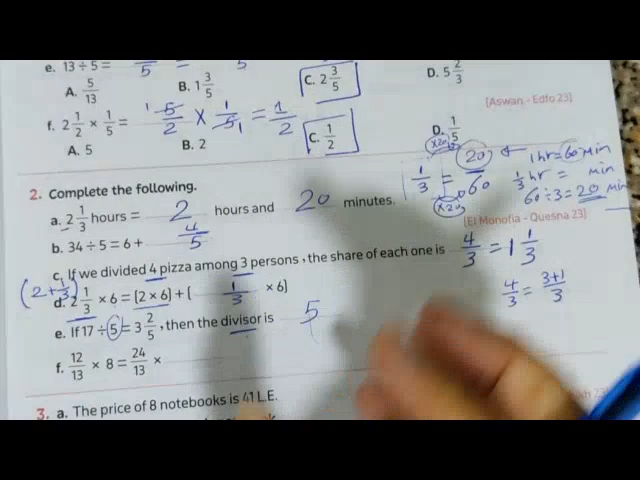 e. 13 ÷ 5 = 5 5
A. 5/13 B. 1 3/5 C. 2 3/5 D. 5 2/3
[Aswan - Edfo 23]
f. 2 1/2 × 1/5 = 5/2 × 1/5 = 1/2
A. 5 B. 2 C. 1/2 D. 1/5
2. Complete the following.
a. 2 1/3 hours = 2 hours and 20 minutes.
1/3 = 20/60
×20
×20
1 hr = 60 min
1/3 hr = min
60 ÷ 3 = 20 min
[El Monofia - Quesna 23]
b. 34 ÷ 5 = 6 + 4/5
c. If we divided 4 pizza among 3 persons, the share of each one is 4/3 = 1 1/3
4/3 = 3+1/3
(2+1/3)
d. 2 1/3 × 6 = [2 × 6] + [ 1/3 × 6]
e. If 17 ÷ 5 = 3 2/5, then the divisor is 5
f. 12/13 × 8 = 24/13 ×
3. a. The price of 8 notebooks is 41 L.E.
23]